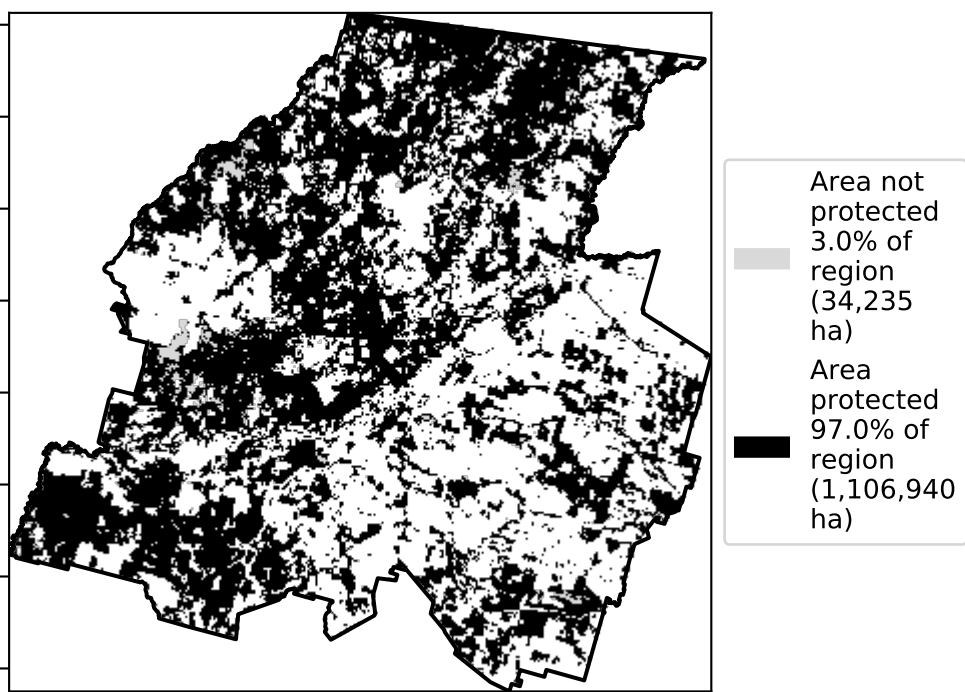 Area not
protected
3.0% of
region
(34,235
ha)
Area
protected
97.0% of
region
(1,106,940
ha)